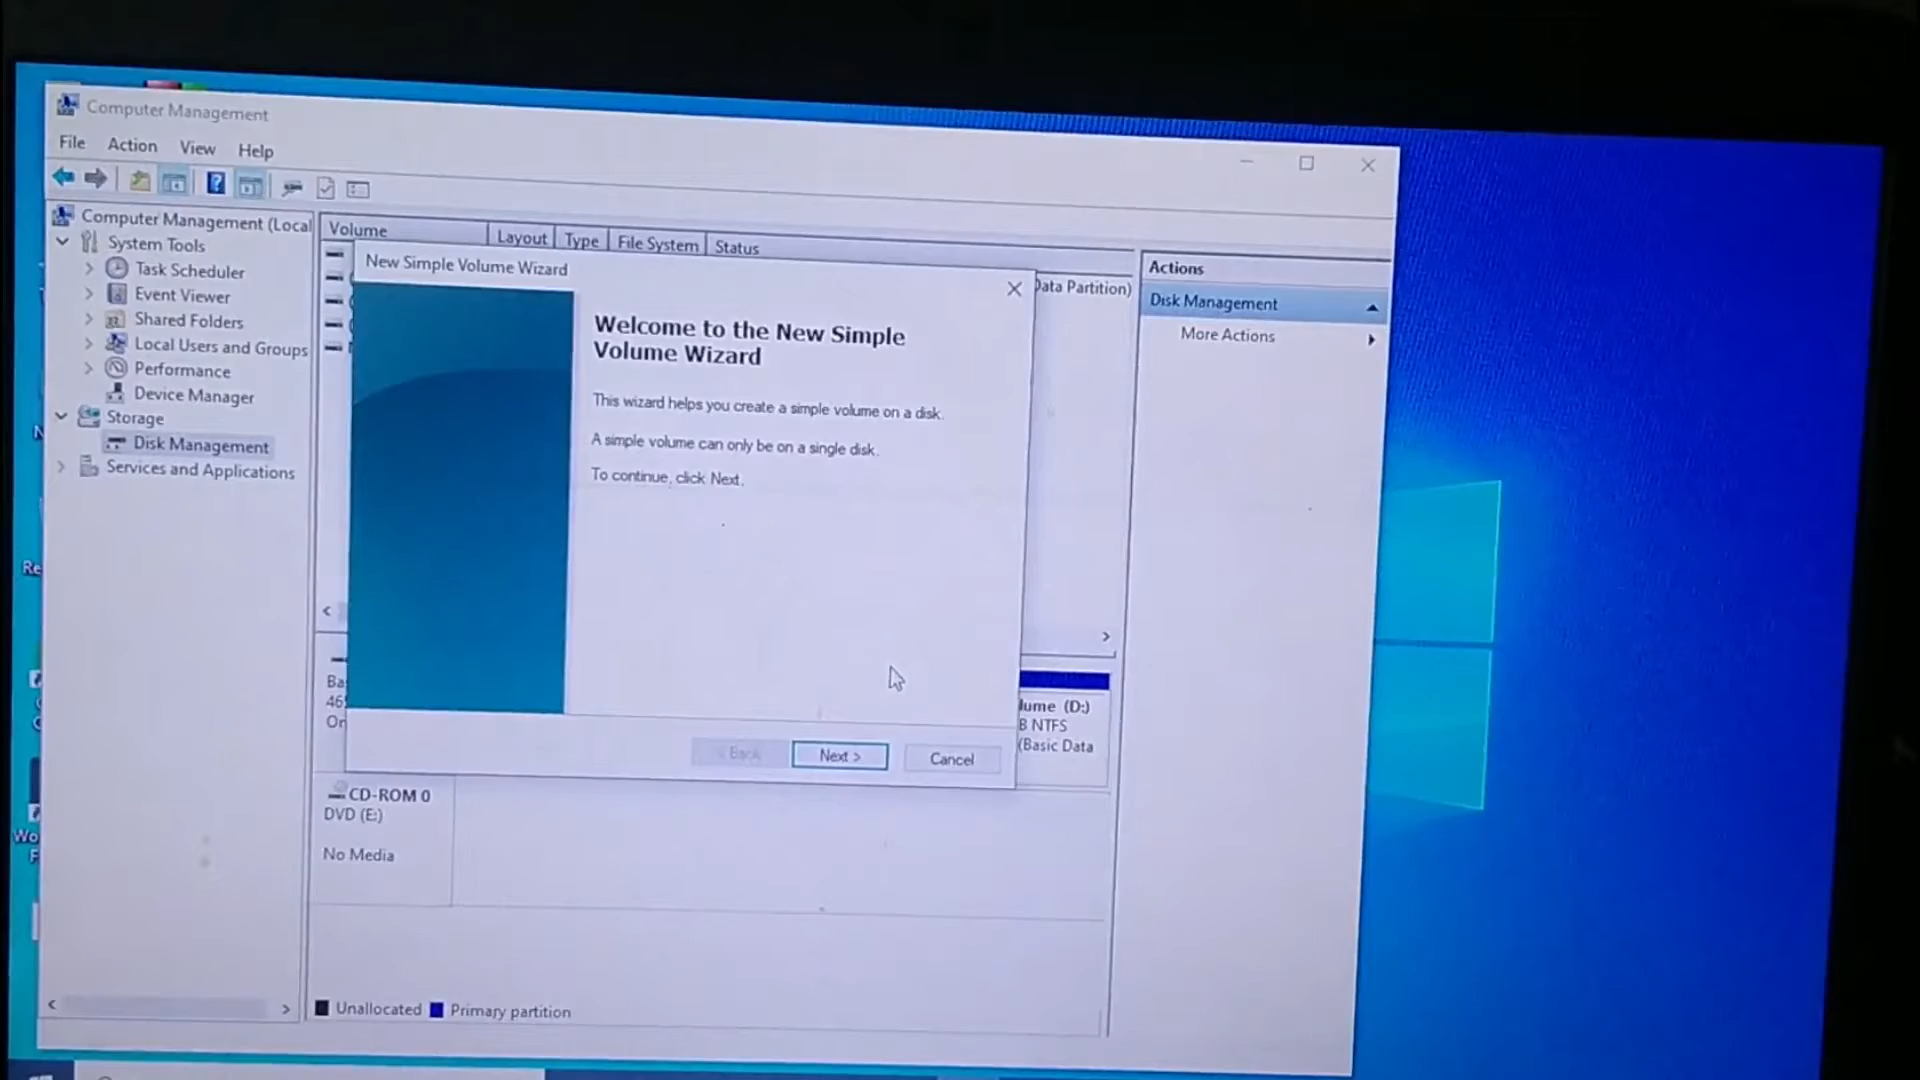 Computer Management
File Action View Help
Computer Management (Local
System Tools
Task Scheduler
Event Viewer
Shared Folders
Local Users and Groups
Performance
Device Manager
Storage
Disk Management
Services and Applications
Volume Layout Type File System Status
Data Partition)
New Simple Volume Wizard
Welcome to the New Simple
Volume Wizard
This wizard helps you create a simple volume on a disk.
A simple volume can only be on a single disk.
To continue, click Next.
< Back Next > Cancel
Ba
46
On
lume (D:)
B NTFS
(Basic Data
CD-ROM 0
DVD (E:)
No Media
Unallocated Primary partition
Actions
Disk Management
More Actions
Re
Wo
F